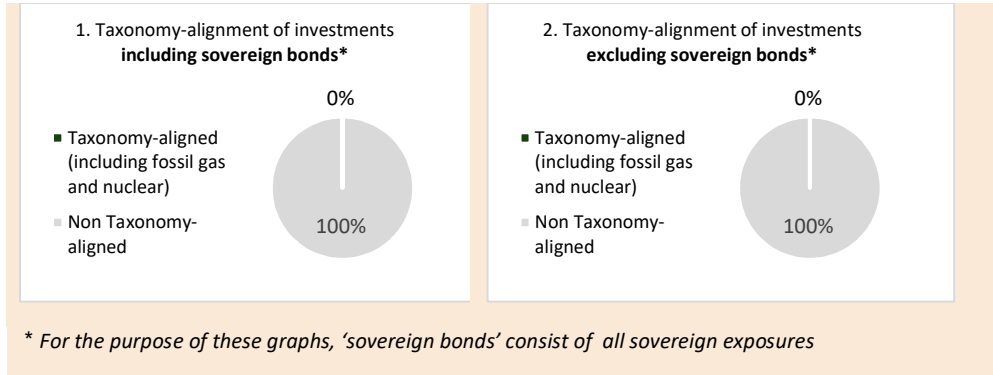 1. Taxonomy-alignment of investments
including sovereign bonds*
0%
Taxonomy-aligned
(including fossil gas
and nuclear)
Non Taxonomy-
aligned
100%
2. Taxonomy-alignment of investments
excluding sovereign bonds*
0%
Taxonomy-aligned
(including fossil gas
and nuclear)
Non Taxonomy-
aligned
100%
* For the purpose of these graphs, ‘sovereign bonds’ consist of all sovereign exposures